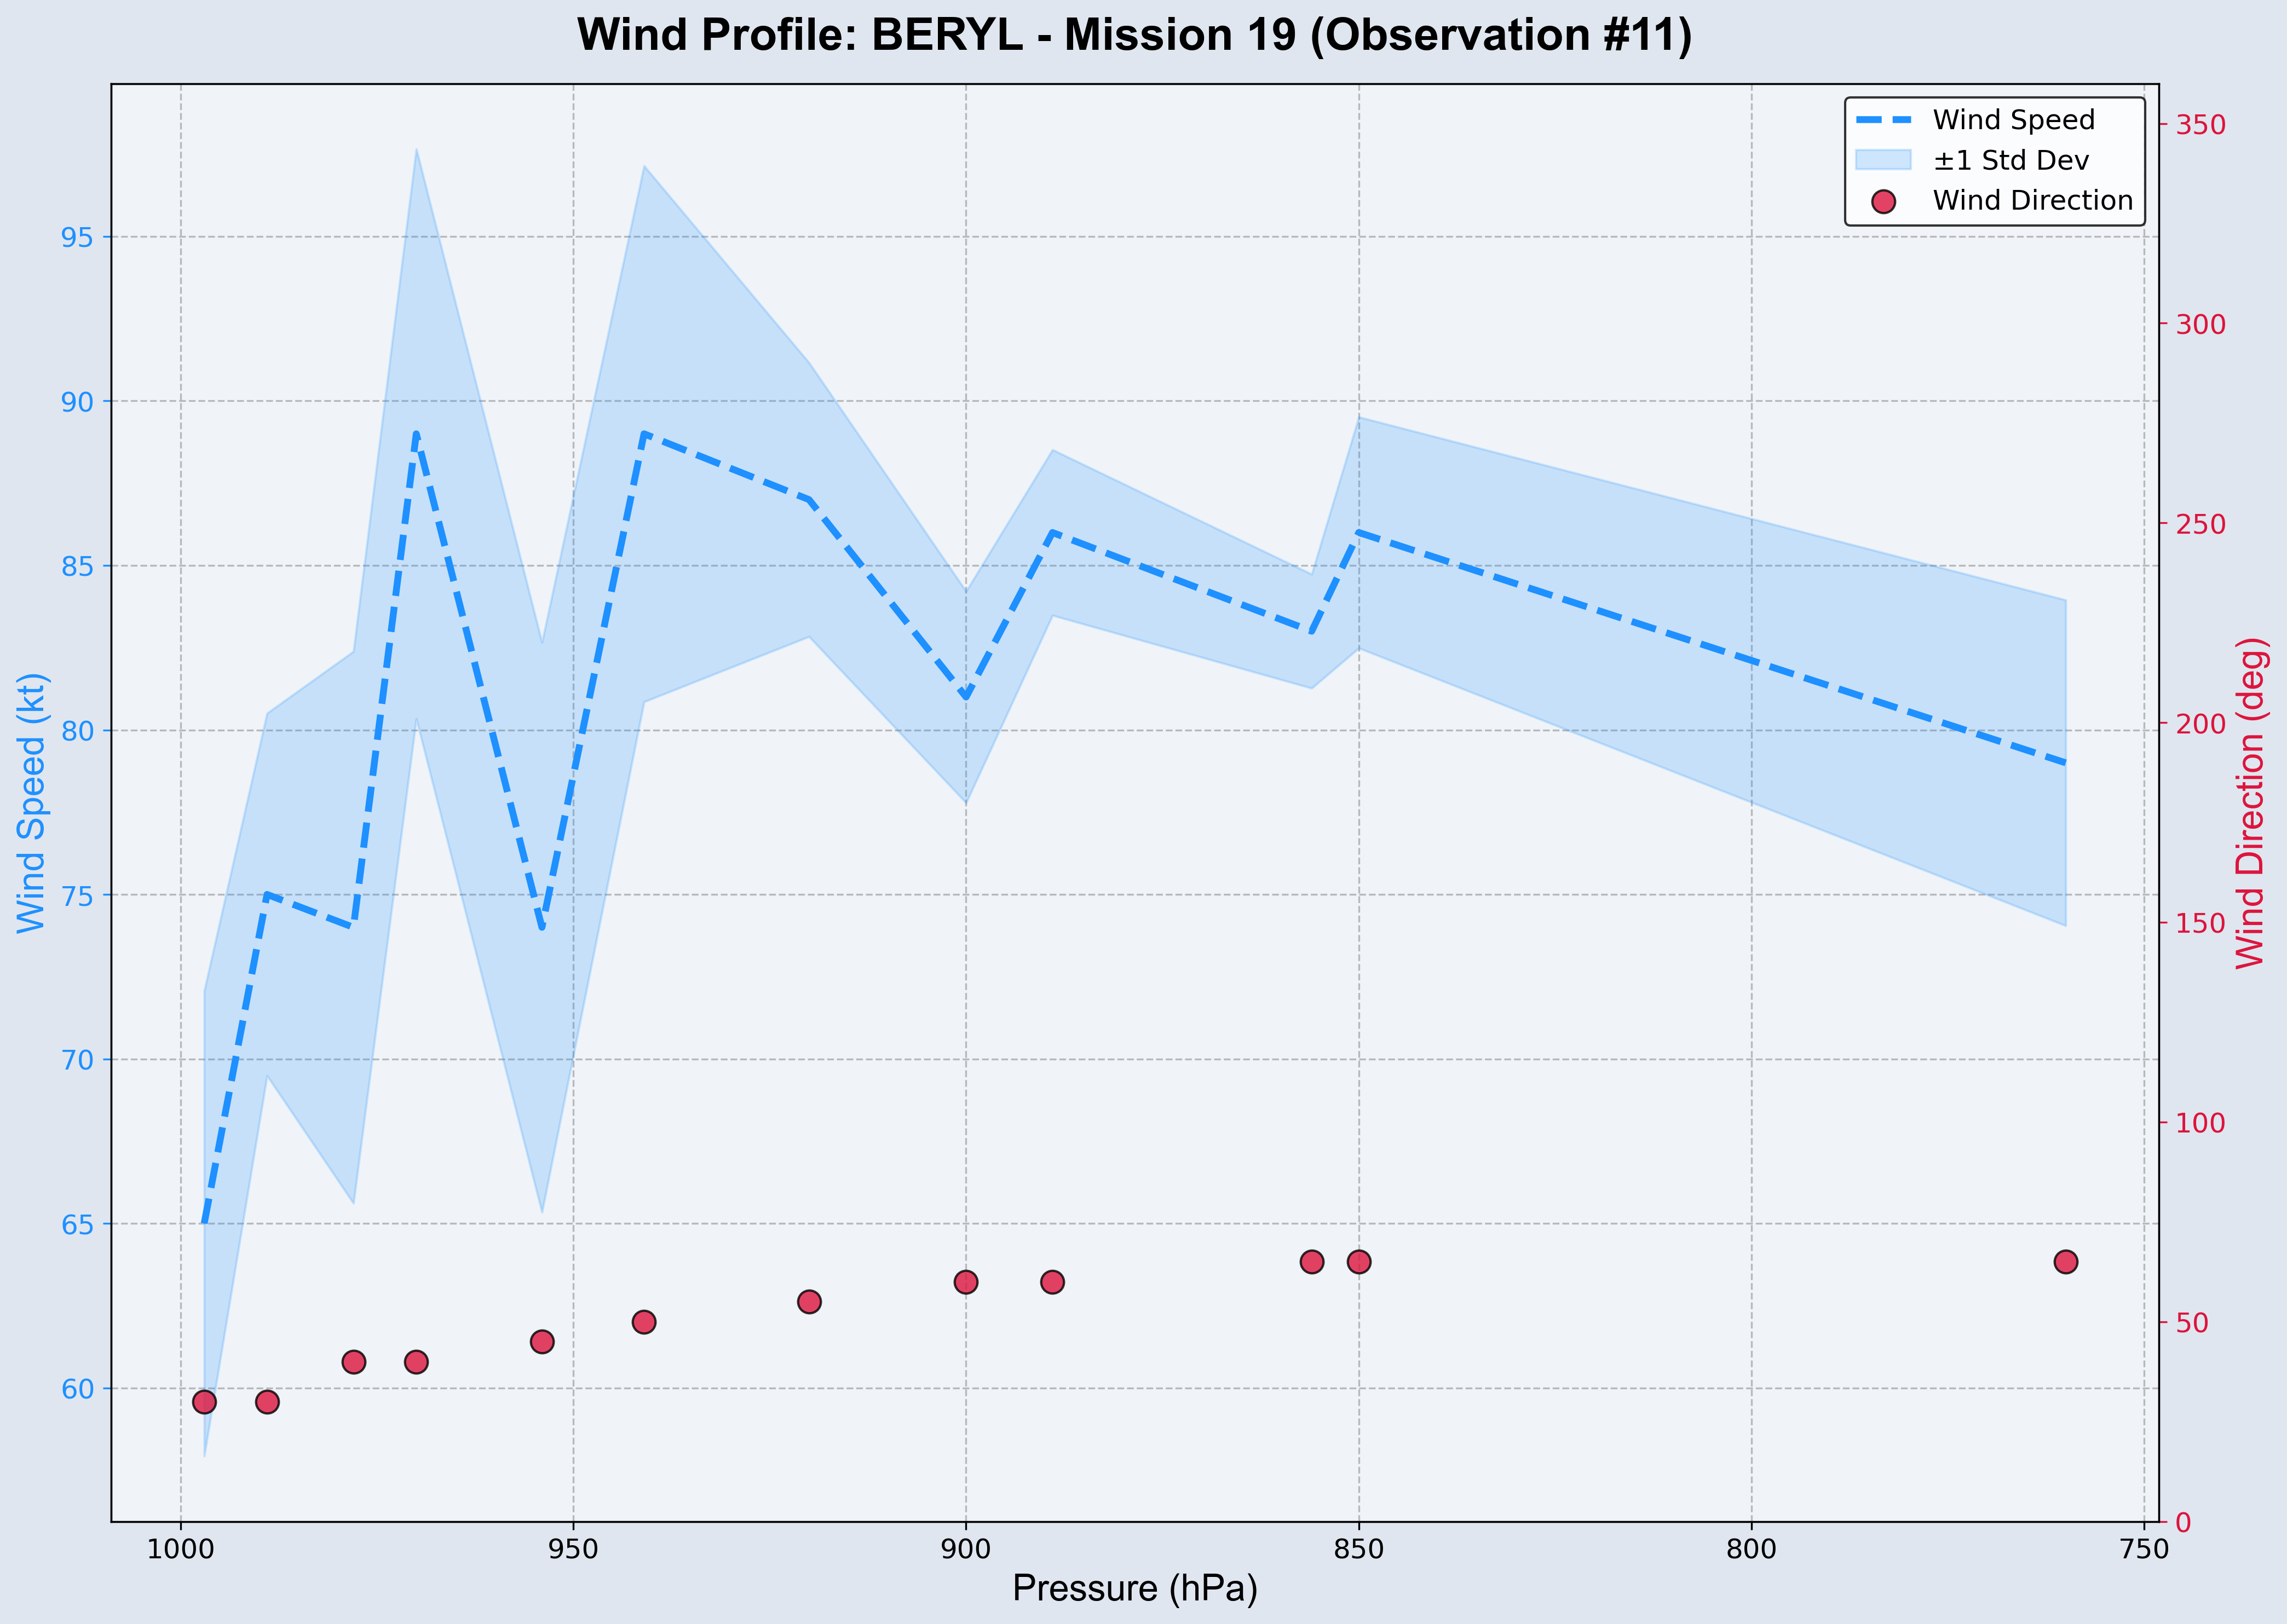 Wind Profile: BERYL - Mission 19 (Observation #11)
Wind Speed
±1 Std Dev
Wind Direction
Wind Speed (kt)
95
90
85
80
75
70
65
60
350
300
250
200
150
100
50
0
Wind Direction (deg)
1000 950 900 850 800 750
Pressure (hPa)